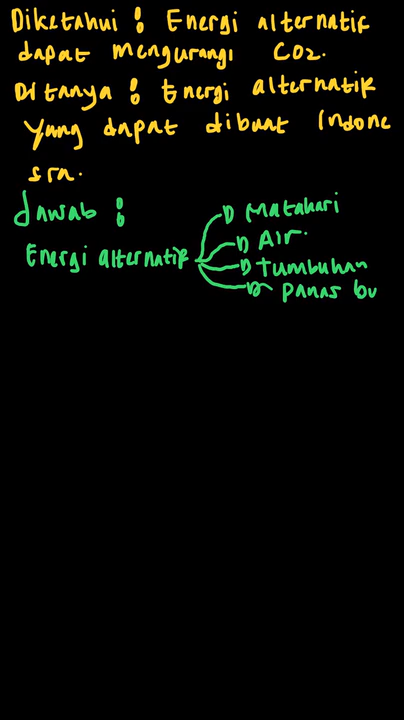 Diketahui : Energi alternatif
dapat mengurangi CO2.
Ditanya : Energi alternatif
yang dapat dibuat Indone
sia.
Jawab :
Energi alternatif
Matahari
Air
Tumbuhan
Panas bu